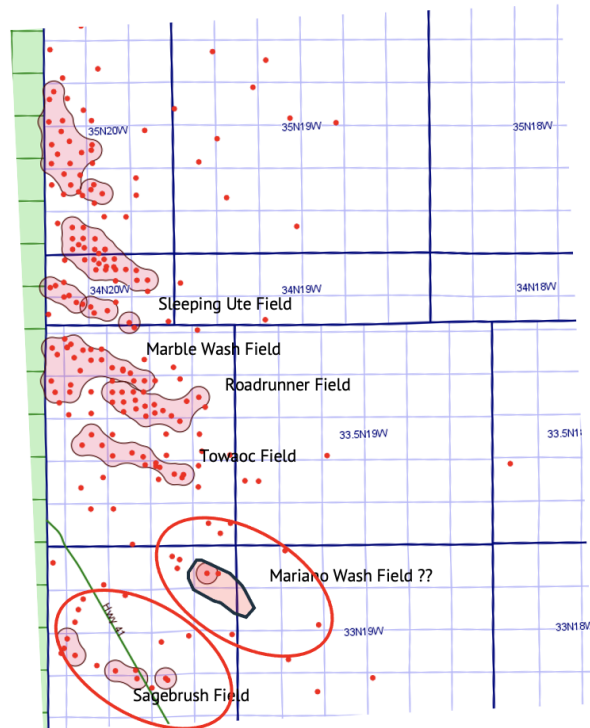 35N20W
35N19W
35N18W
34N20W
34N19W
34N18W
Sleeping Ute Field
Marble Wash Field
Roadrunner Field
33.5N19W
33.5N1
Towaoc Field
Mariano Wash Field ??
Hwy 41
33N19W
33N18W
Sagebrush Field